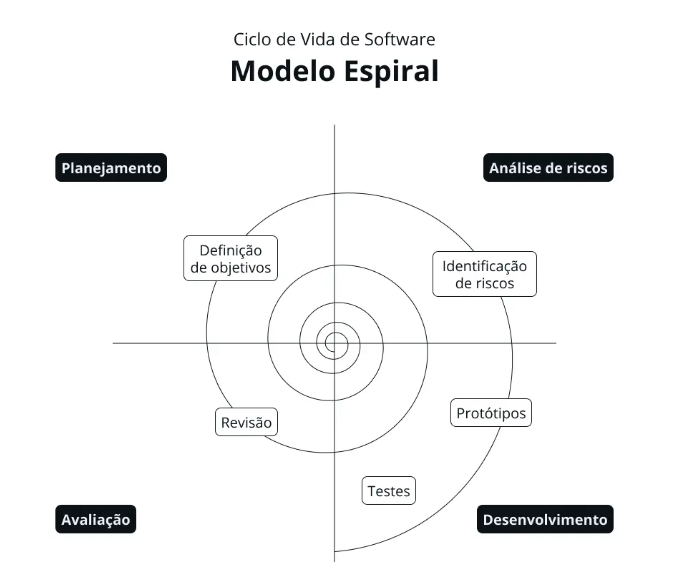 Ciclo de Vida de Software
Modelo Espiral
Planejamento
Análise de riscos
Definição
de objetivos
Identificação
de riscos
Revisão
Protótipos
Testes
Avaliação
Desenvolvimento